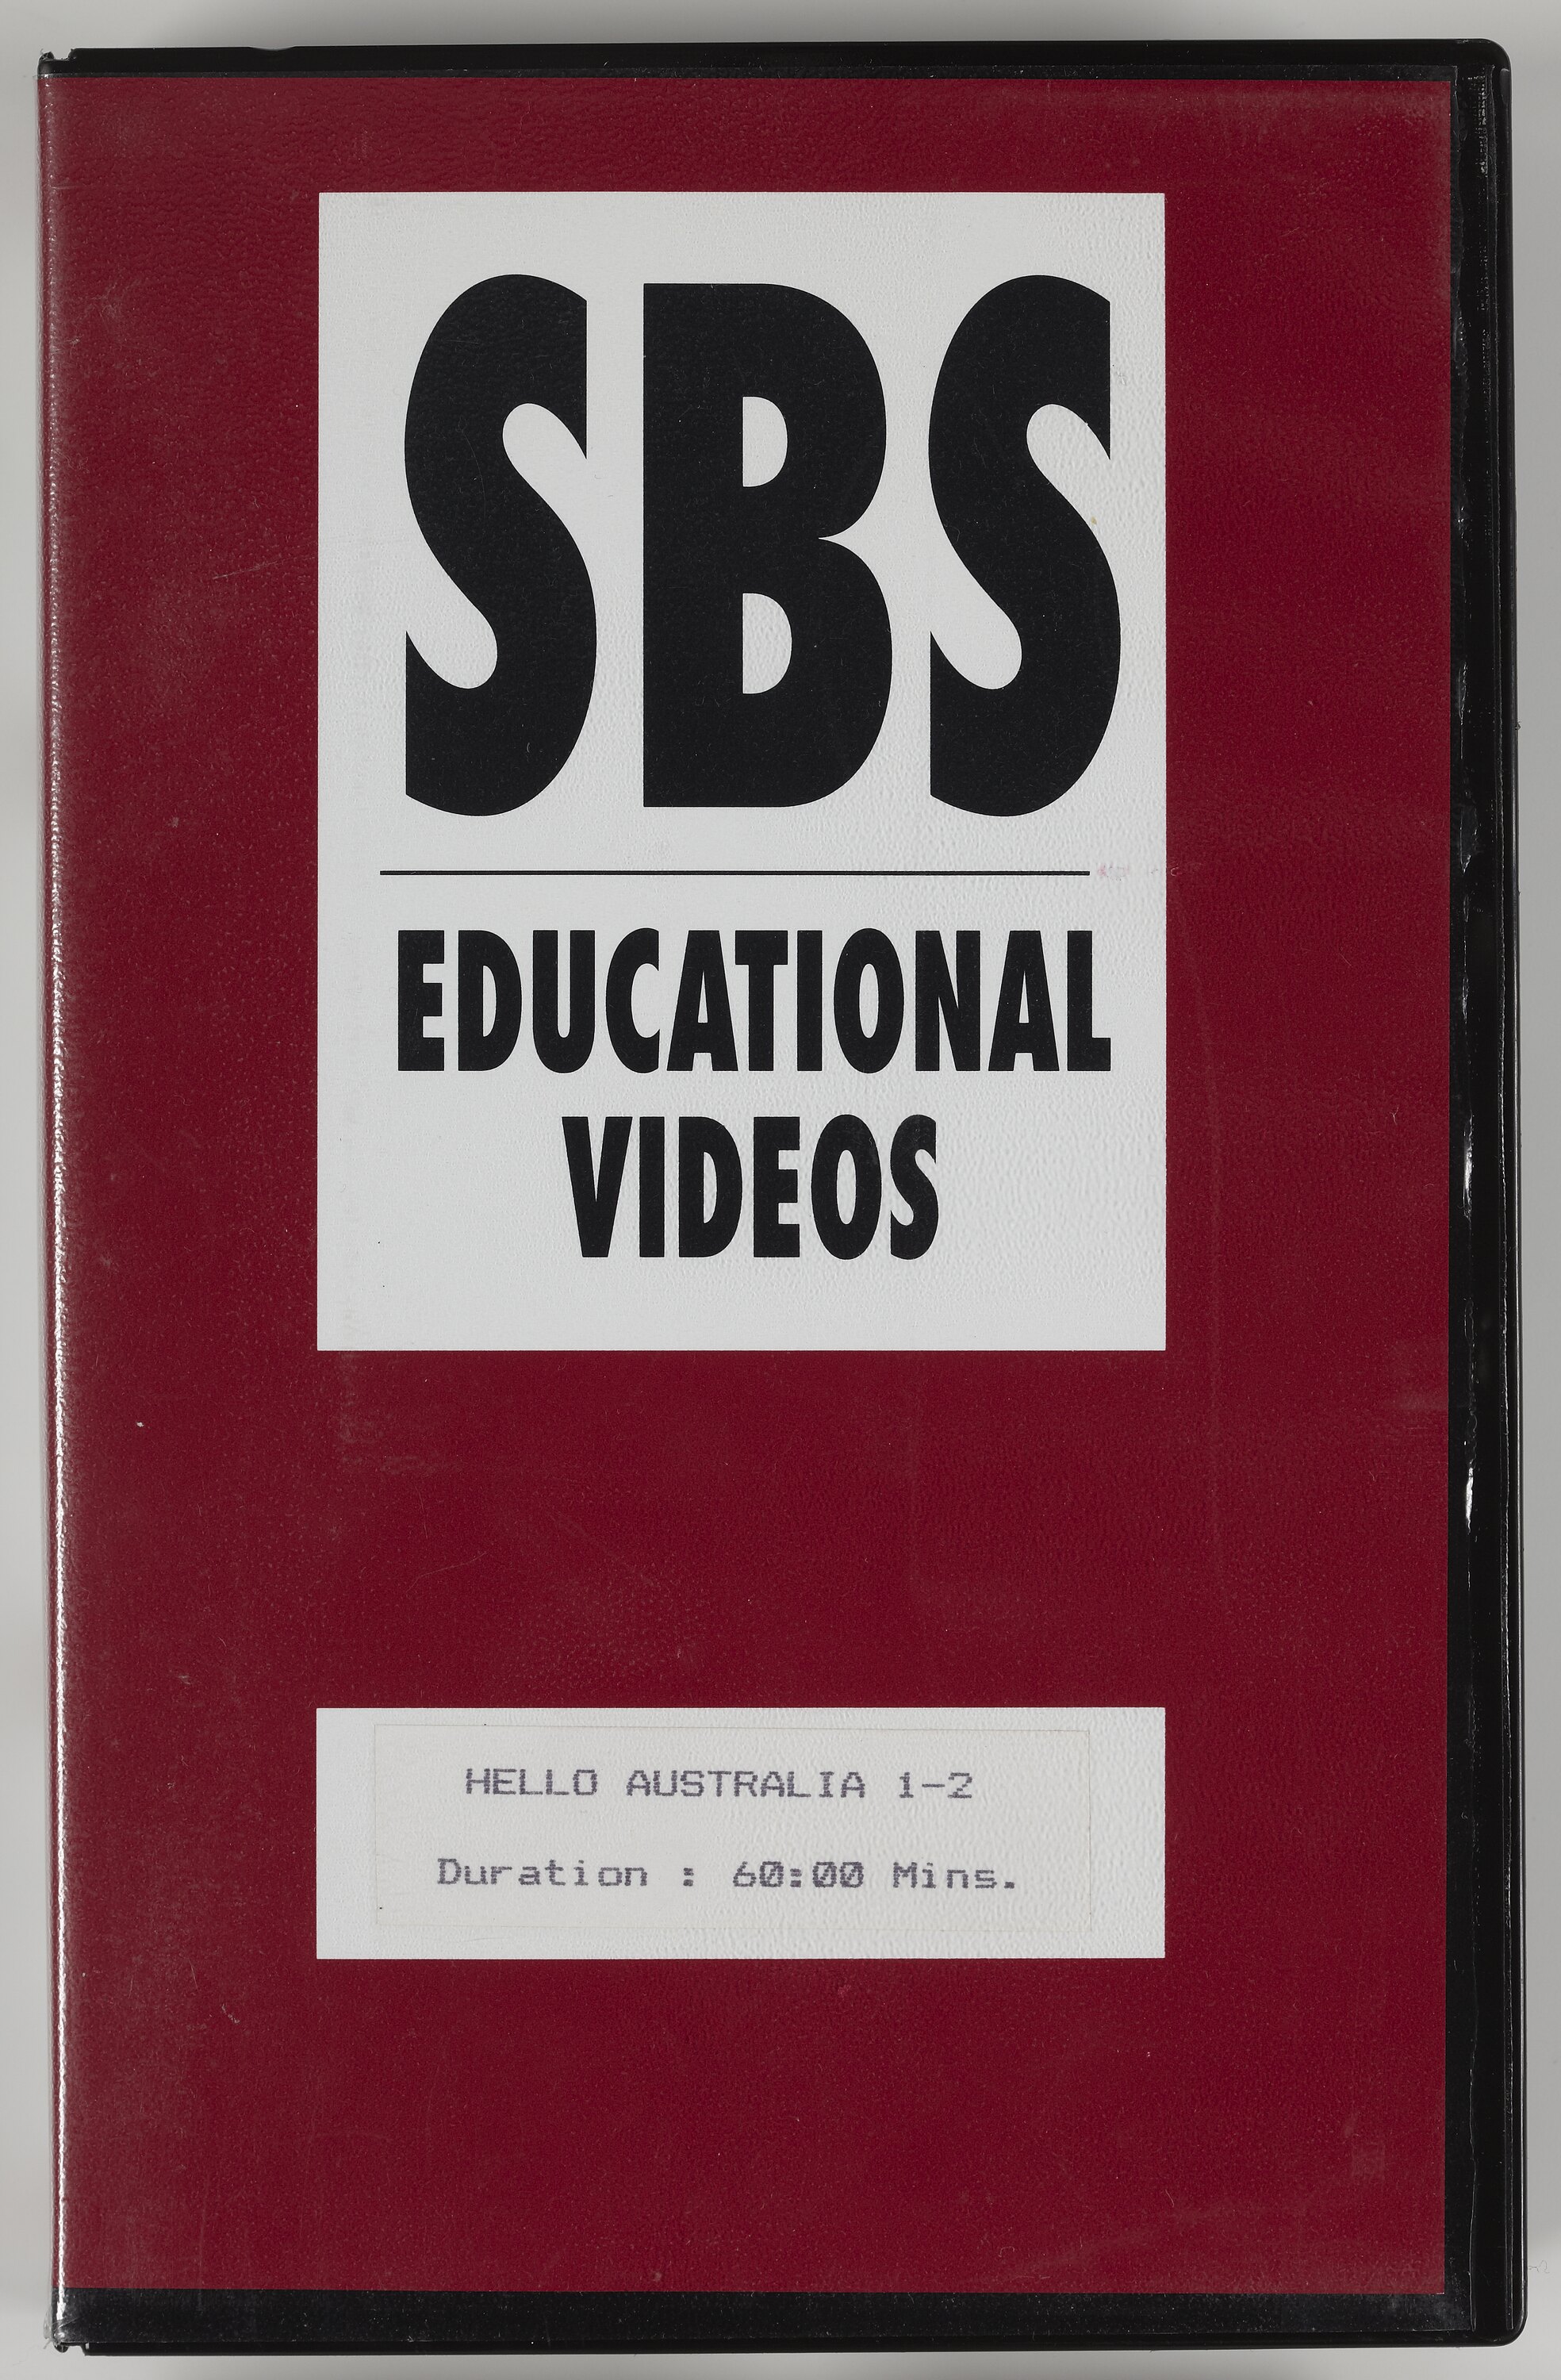 SBS
EDUCATIONAL
VIDEOS
HELLO AUSTRALIA 1-2
Duration : 60:00 Mins.